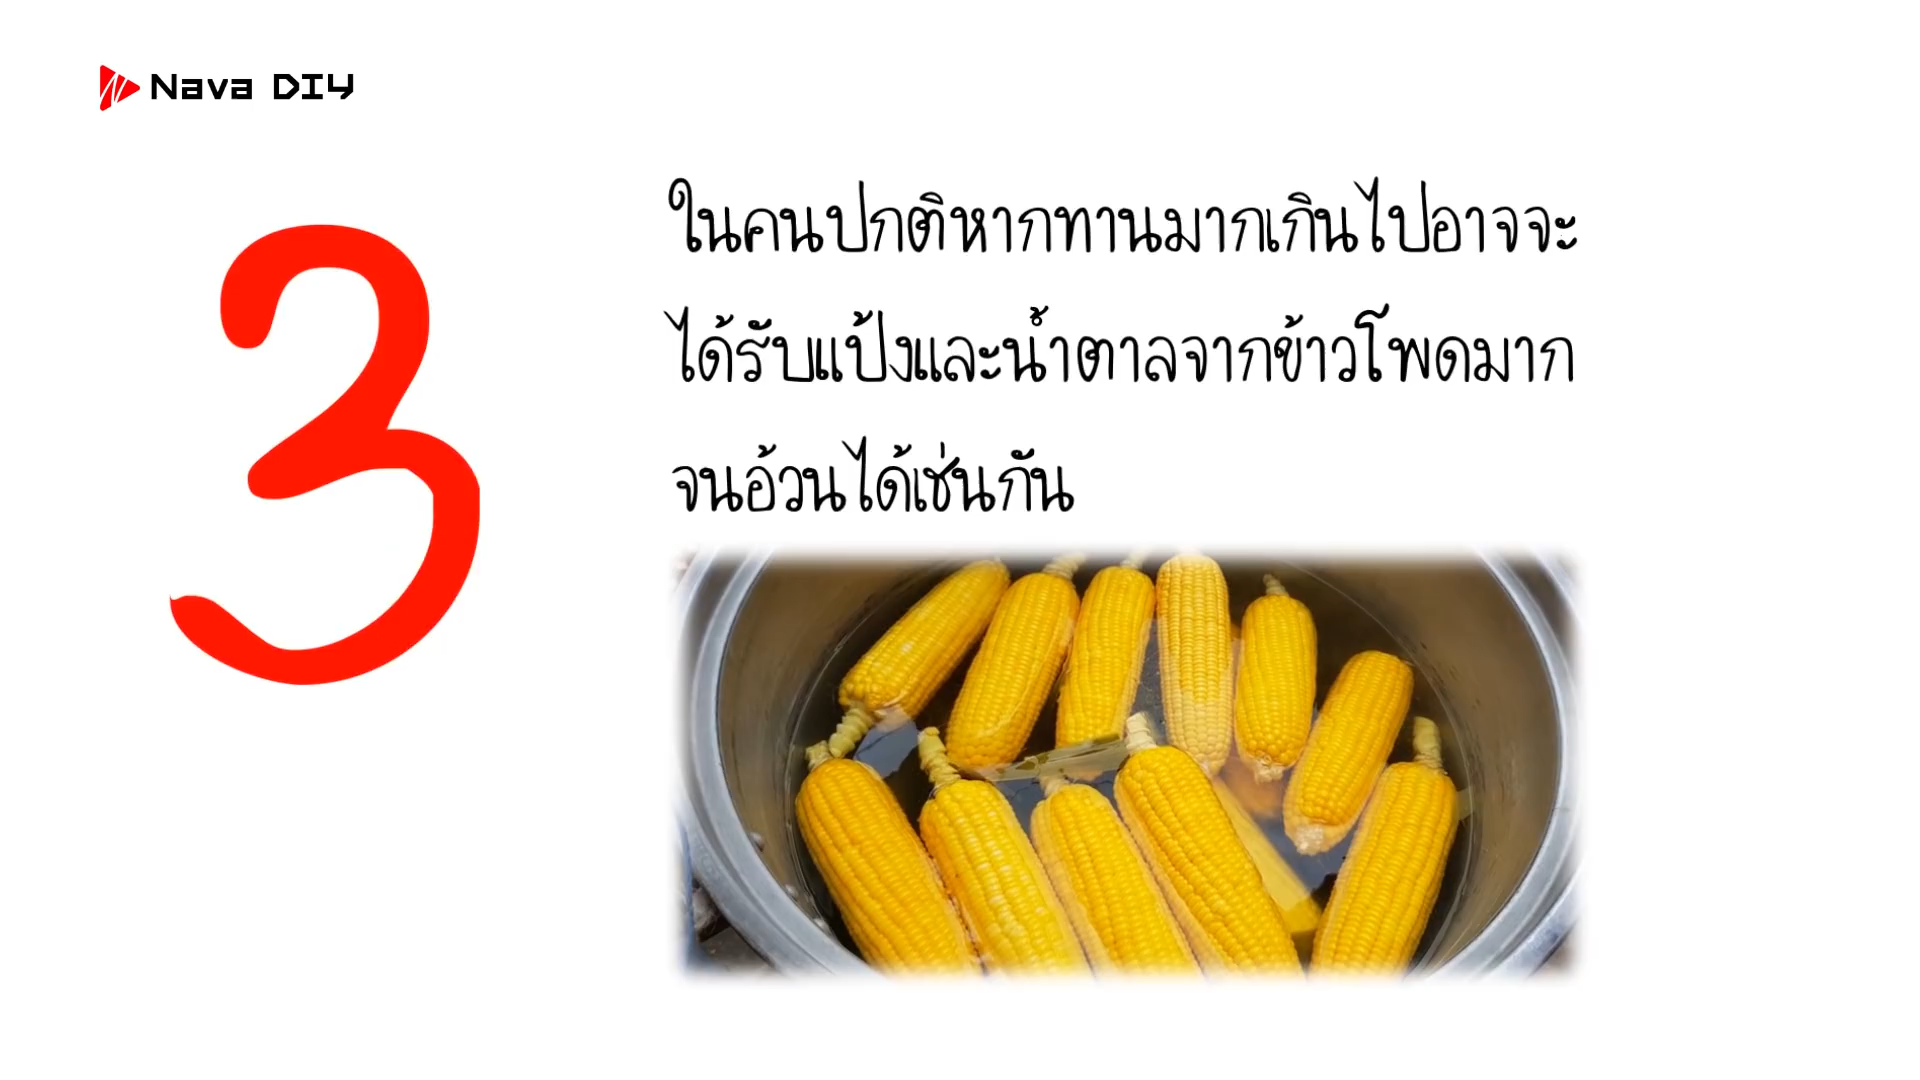 Nava DIY
3
ในคนปกติหากทานมากเกินไปอาจจะ
ได้รับแป้งและน้ำตาลจากข้าวโพดมาก
จนอ้วนได้เช่นกัน